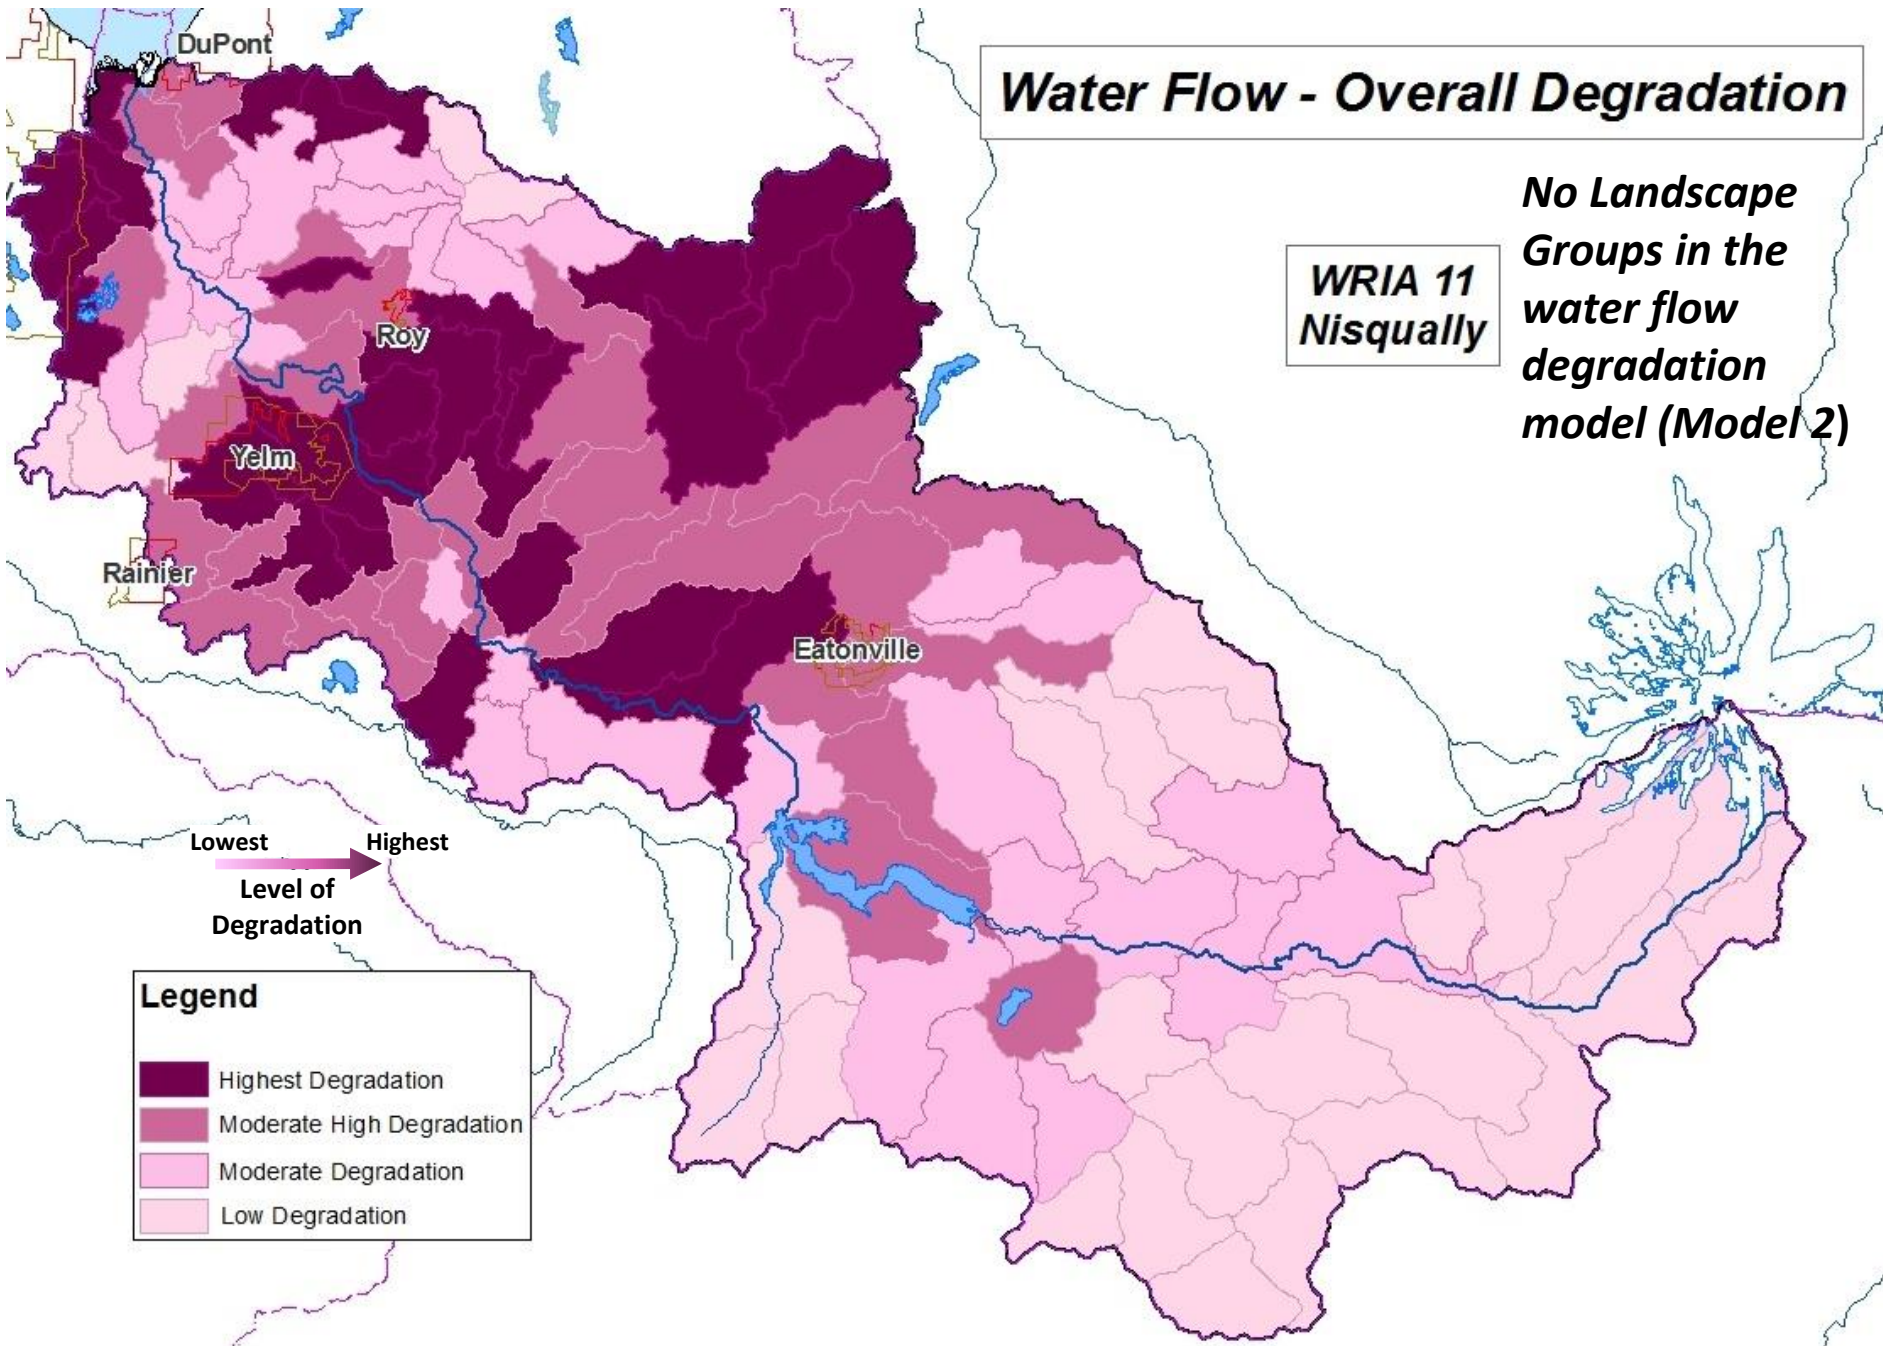 DuPont
Water Flow - Overall Degradation
No Landscape
Groups in the
water flow
degradation
model (Model 2)
WRIA 11
Nisqually
Roy
Yelm
Rainier
Eatonville
Lowest Highest
Level of
Degradation
Legend
Highest Degradation
Moderate High Degradation
Moderate Degradation
Low Degradation